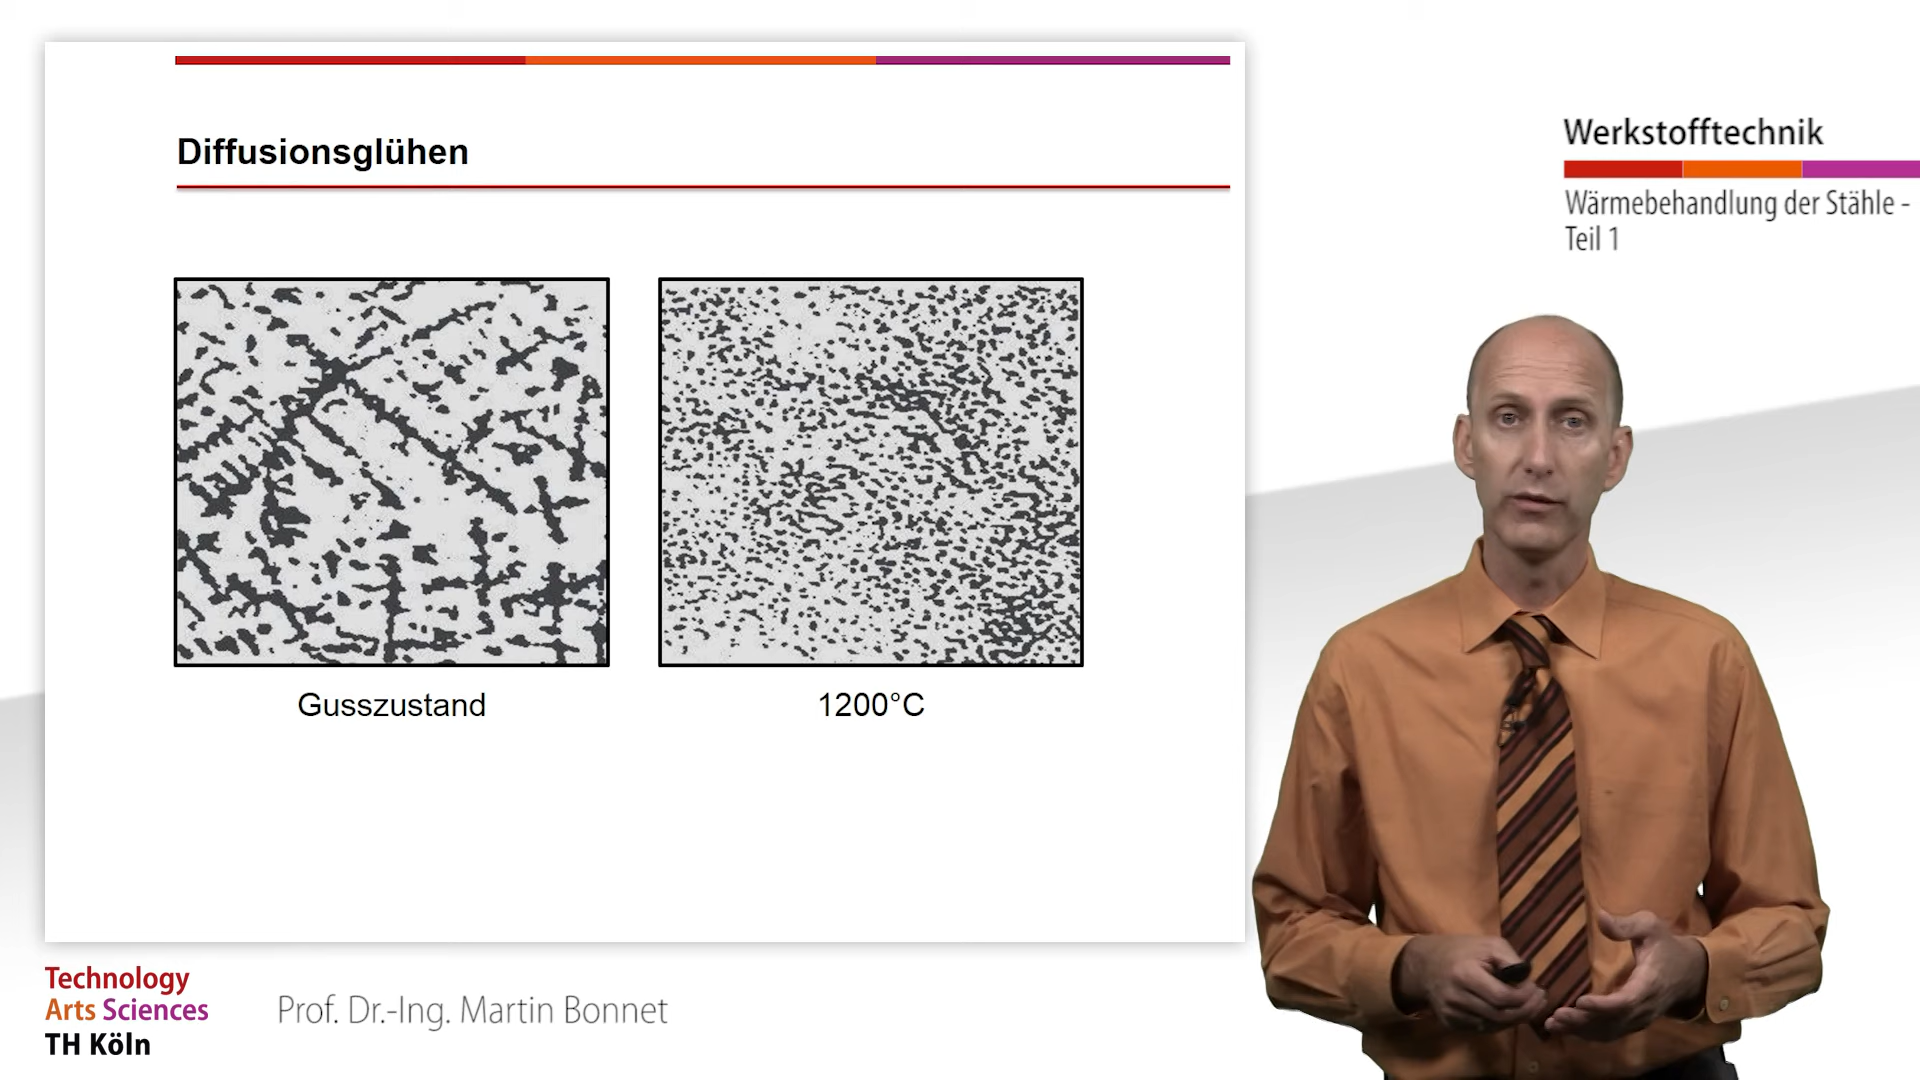 Diffusionsglühen
Gusszustand
1200°C
Werkstofftechnik
Wärmebehandlung der Stähle -
Teil 1
Technology
Arts Sciences
TH Köln
Prof. Dr.-Ing. Martin Bonnet